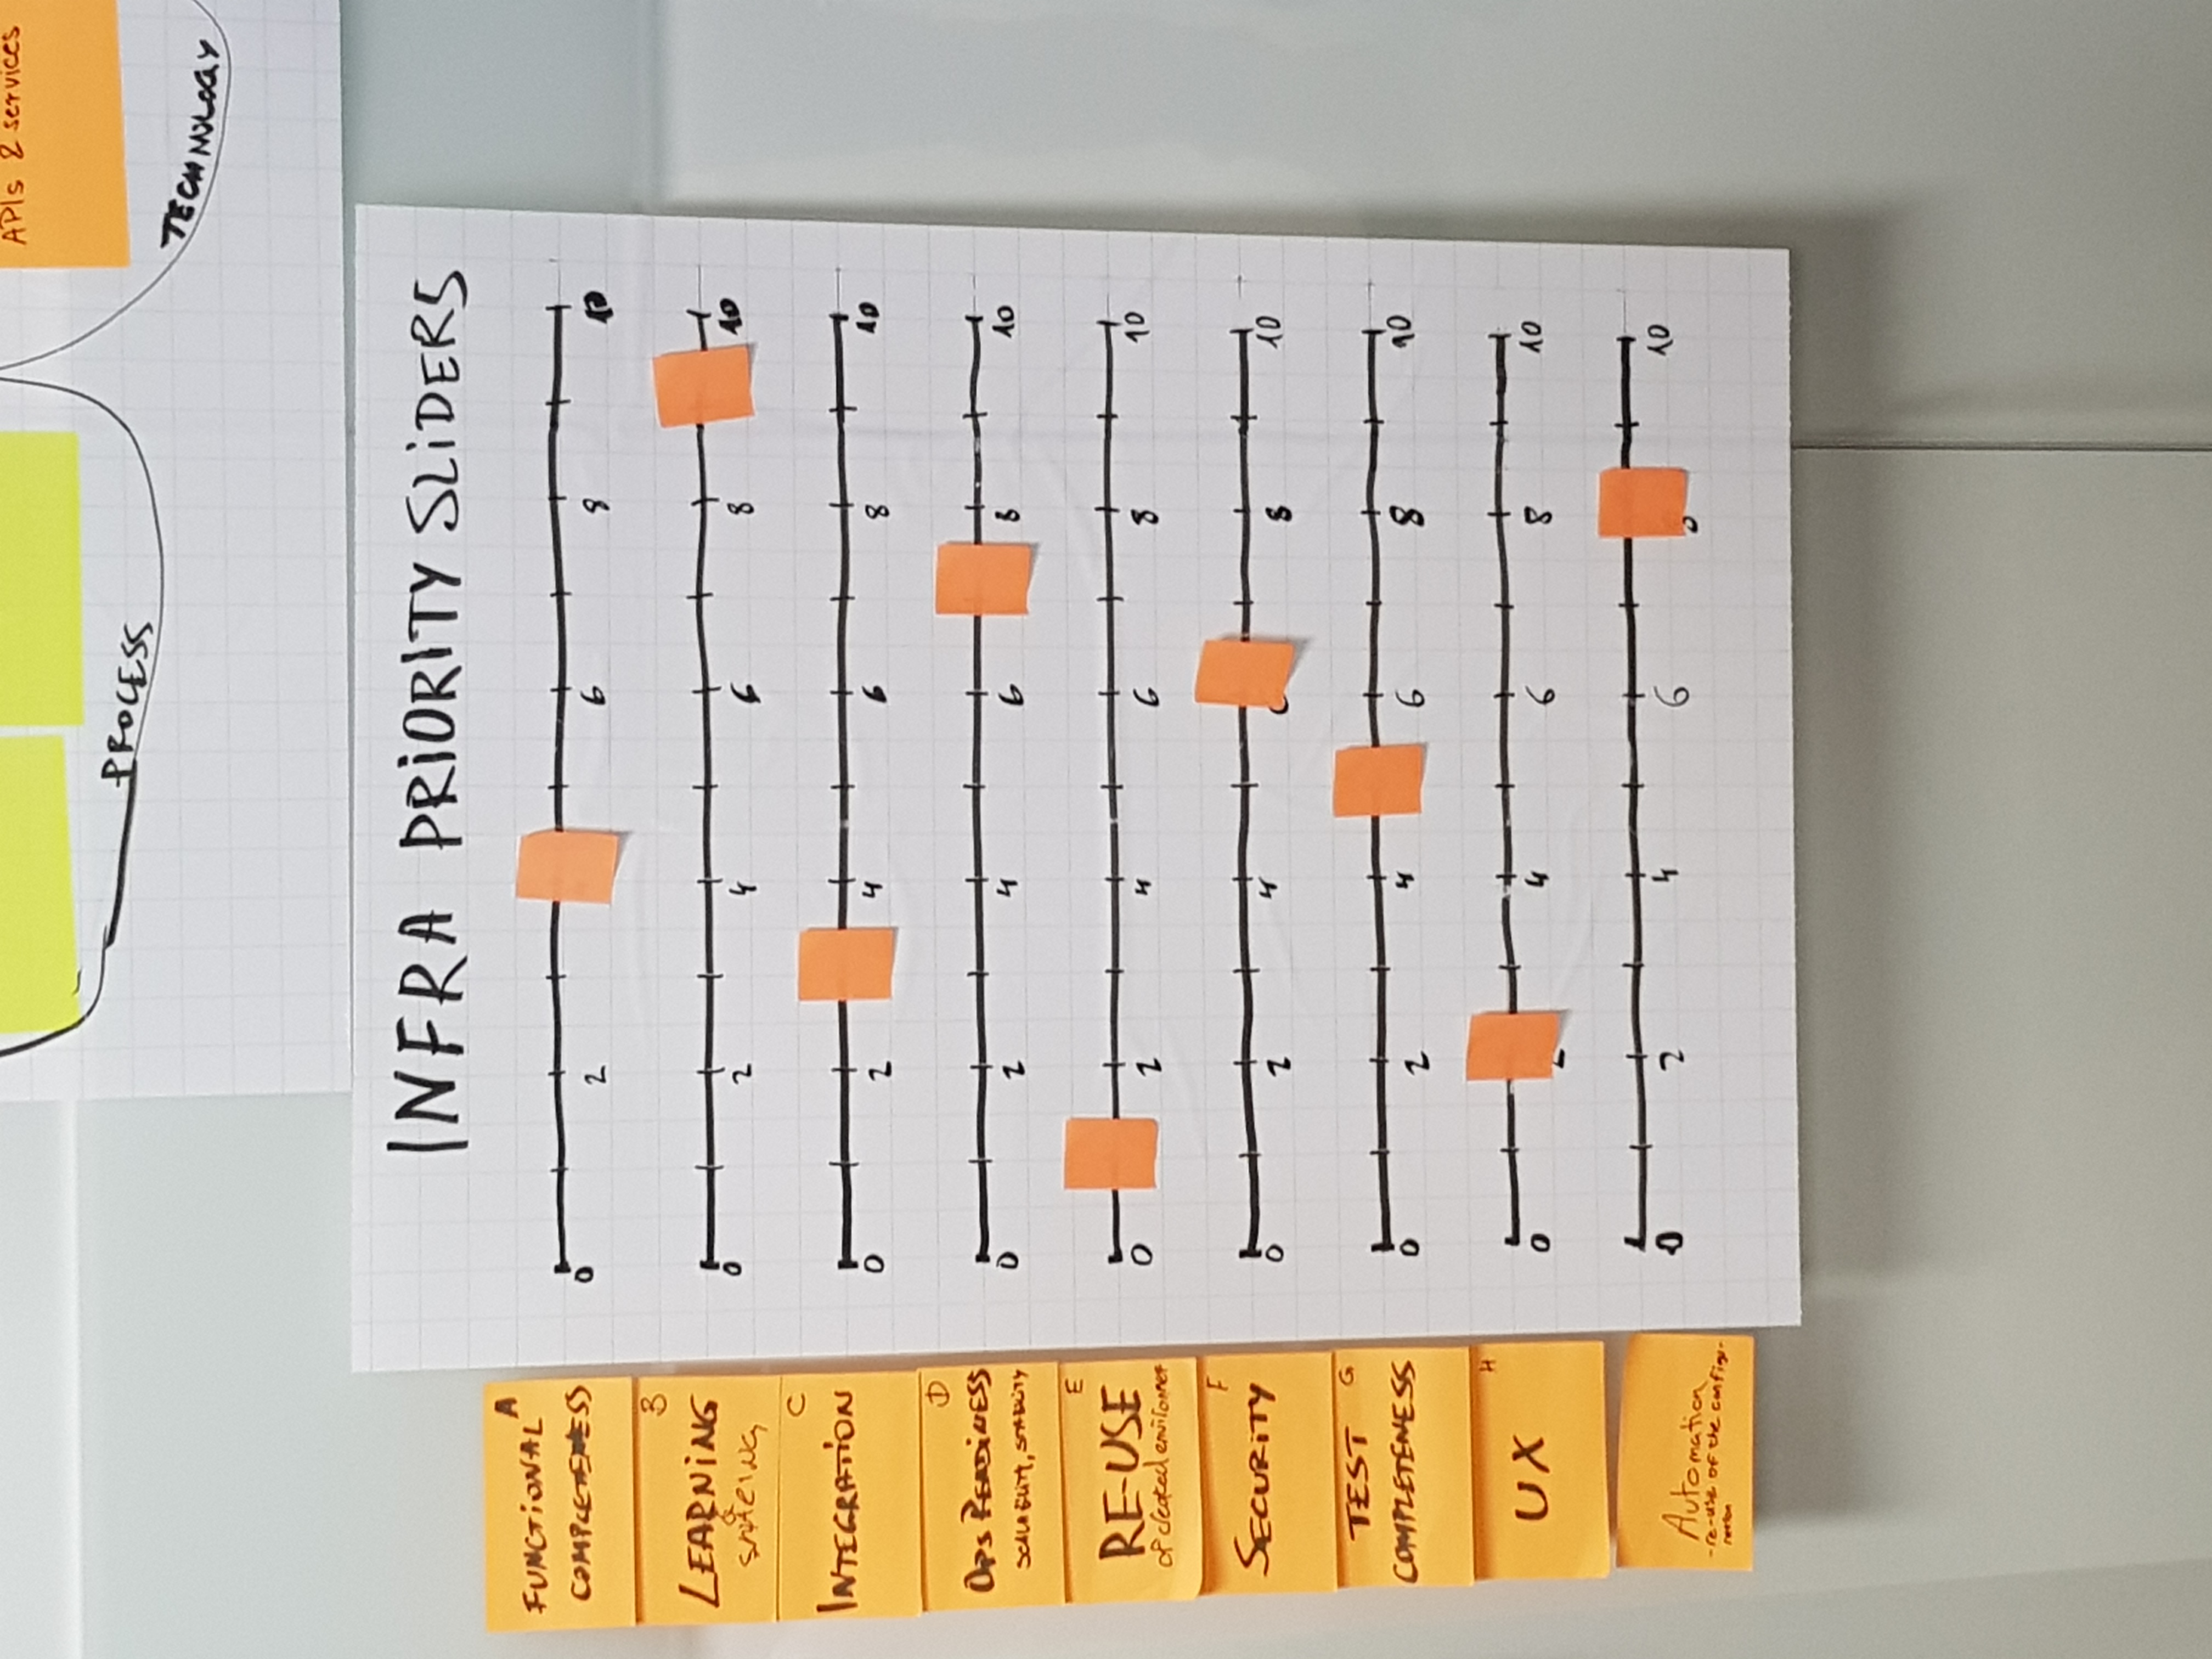 APIs & services
PROCESS
TECHNOLOGY
INFRA PRIORITY SLIDERS
A
FUNCTIONAL
COMPLETENESS
0 2 6 8 10
B
LEARNING
&
SHARING
0 2 4 6 8 10
C
INTEGRATION
0 2 4 6 8 10
D
OPS READINESS
SCALABILITY, STABILITY
0 2 4 6 8 10
E
RE-USE
of created environmet
0 2 4 6 8 10
F
SECURITY
0 2 4 8 10
G
TEST
COMPLETENESS
0 2 4 6 8 10
H
UX
0 4 6 8 10
Automation
-re-use of the configu-
ration
0 2 4 6 10